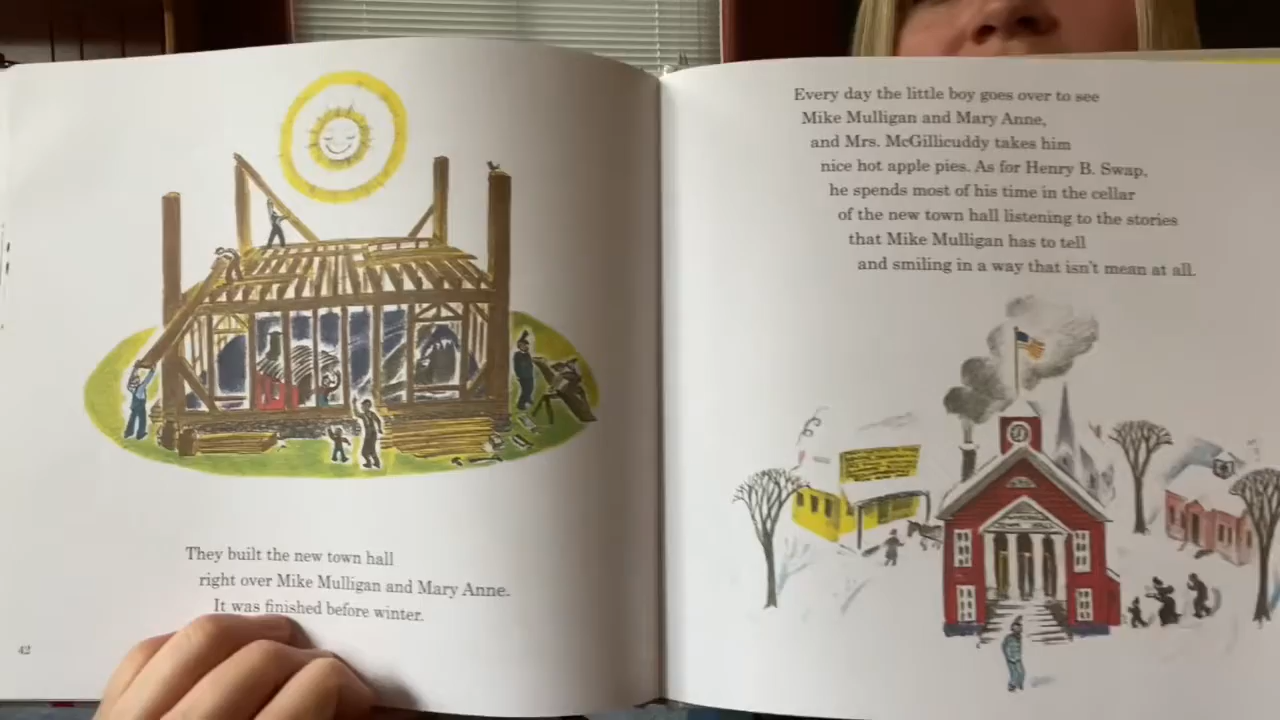 They built the new town hall
right over Mike Mulligan and Mary Anne.
It was finished before winter.
42
Every day the little boy goes over to see
Mike Mulligan and Mary Anne,
and Mrs. McGillicuddy takes him
nice hot apple pies. As for Henry B. Swap,
he spends most of his time in the cellar
of the new town hall listening to the stories
that Mike Mulligan has to tell
and smiling in a way that isn't mean at all.
TOWN HALL